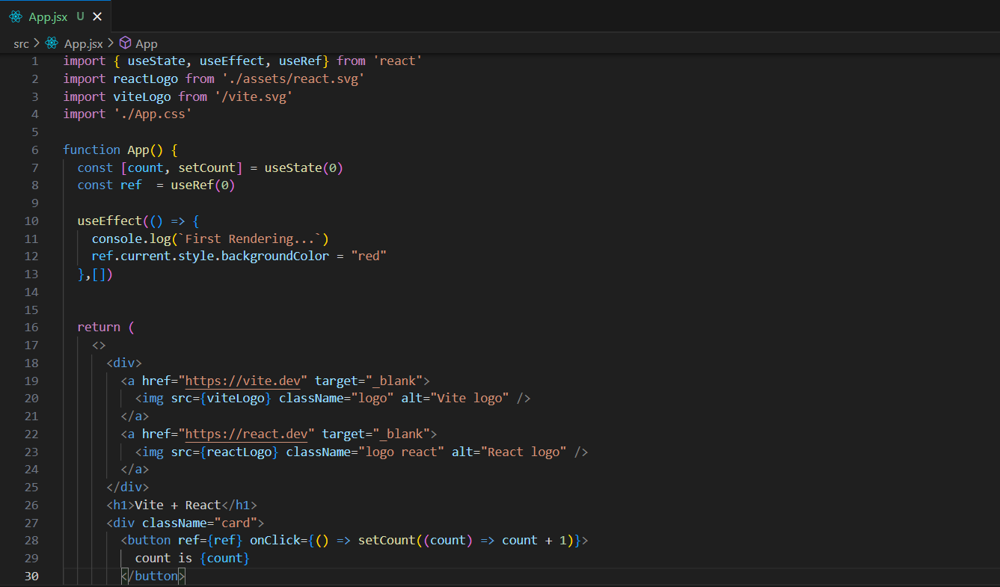 App.jsx U
src > App.jsx > App
1 import { useState, useEffect, useRef} from 'react'
2 import reactLogo from './assets/react.svg'
3 import viteLogo from '/vite.svg'
4 import './App.css'
5
6 function App() {
7   const [count, setCount] = useState(0)
8   const ref  = useRef(0)
9
10   useEffect(() => {
11     console.log(`First Rendering...`)
12     ref.current.style.backgroundColor = "red"
13   },[])
14
15
16   return (
17     <>
18       <div>
19         <a href="https://vite.dev" target="_blank">
20           <img src={viteLogo} className="logo" alt="Vite logo" />
21         </a>
22         <a href="https://react.dev" target="_blank">
23           <img src={reactLogo} className="logo react" alt="React logo" />
24         </a>
25       </div>
26       <h1>Vite + React</h1>
27       <div className="card">
28         <button ref={ref} onClick={() => setCount((count) => count + 1)}>
29           count is {count}
30         </button>